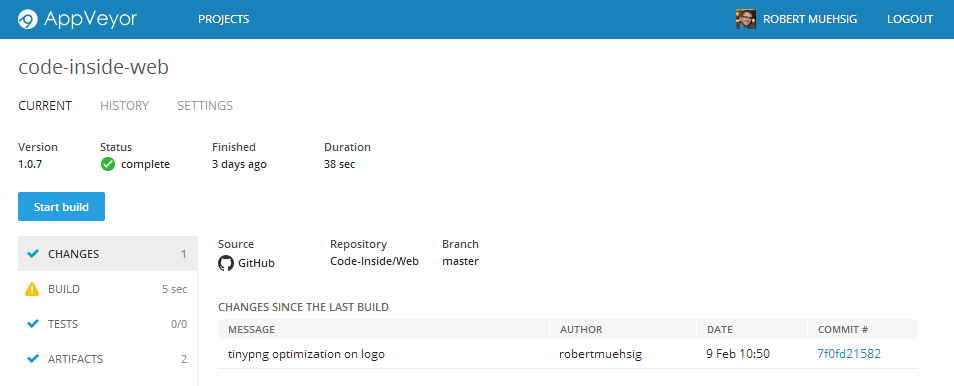 AppVeyor PROJECTS ROBERT MUEHSIG LOGOUT
code-inside-web
CURRENT HISTORY SETTINGS
Version Status Finished Duration
1.0.7 complete 3 days ago 38 sec
Start build
CHANGES 1
BUILD 5 sec
TESTS 0/0
ARTIFACTS 2
Source Repository Branch
GitHub Code-Inside/Web master
CHANGES SINCE THE LAST BUILD
MESSAGE AUTHOR DATE COMMIT #
tinypng optimization on logo robertmuehsig 9 Feb 10:50 7f0fd21582